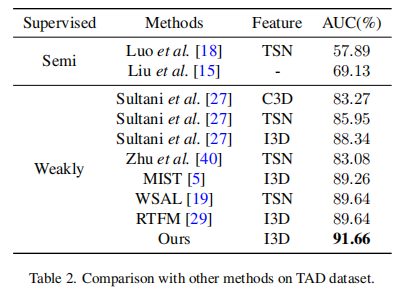 Supervised Methods Feature AUC(%)
Semi
Luo et al. [18] TSN 57.89
Liu et al. [15] - 69.13
Weakly
Sultani et al. [27] C3D 83.27
Sultani et al. [27] TSN 85.95
Sultani et al. [27] I3D 88.34
Zhu et al. [40] TSN 83.08
MIST [5] I3D 89.26
WSAL [19] TSN 89.64
RTFM [29] I3D 89.64
Ours I3D 91.66
Table 2. Comparison with other methods on TAD dataset.